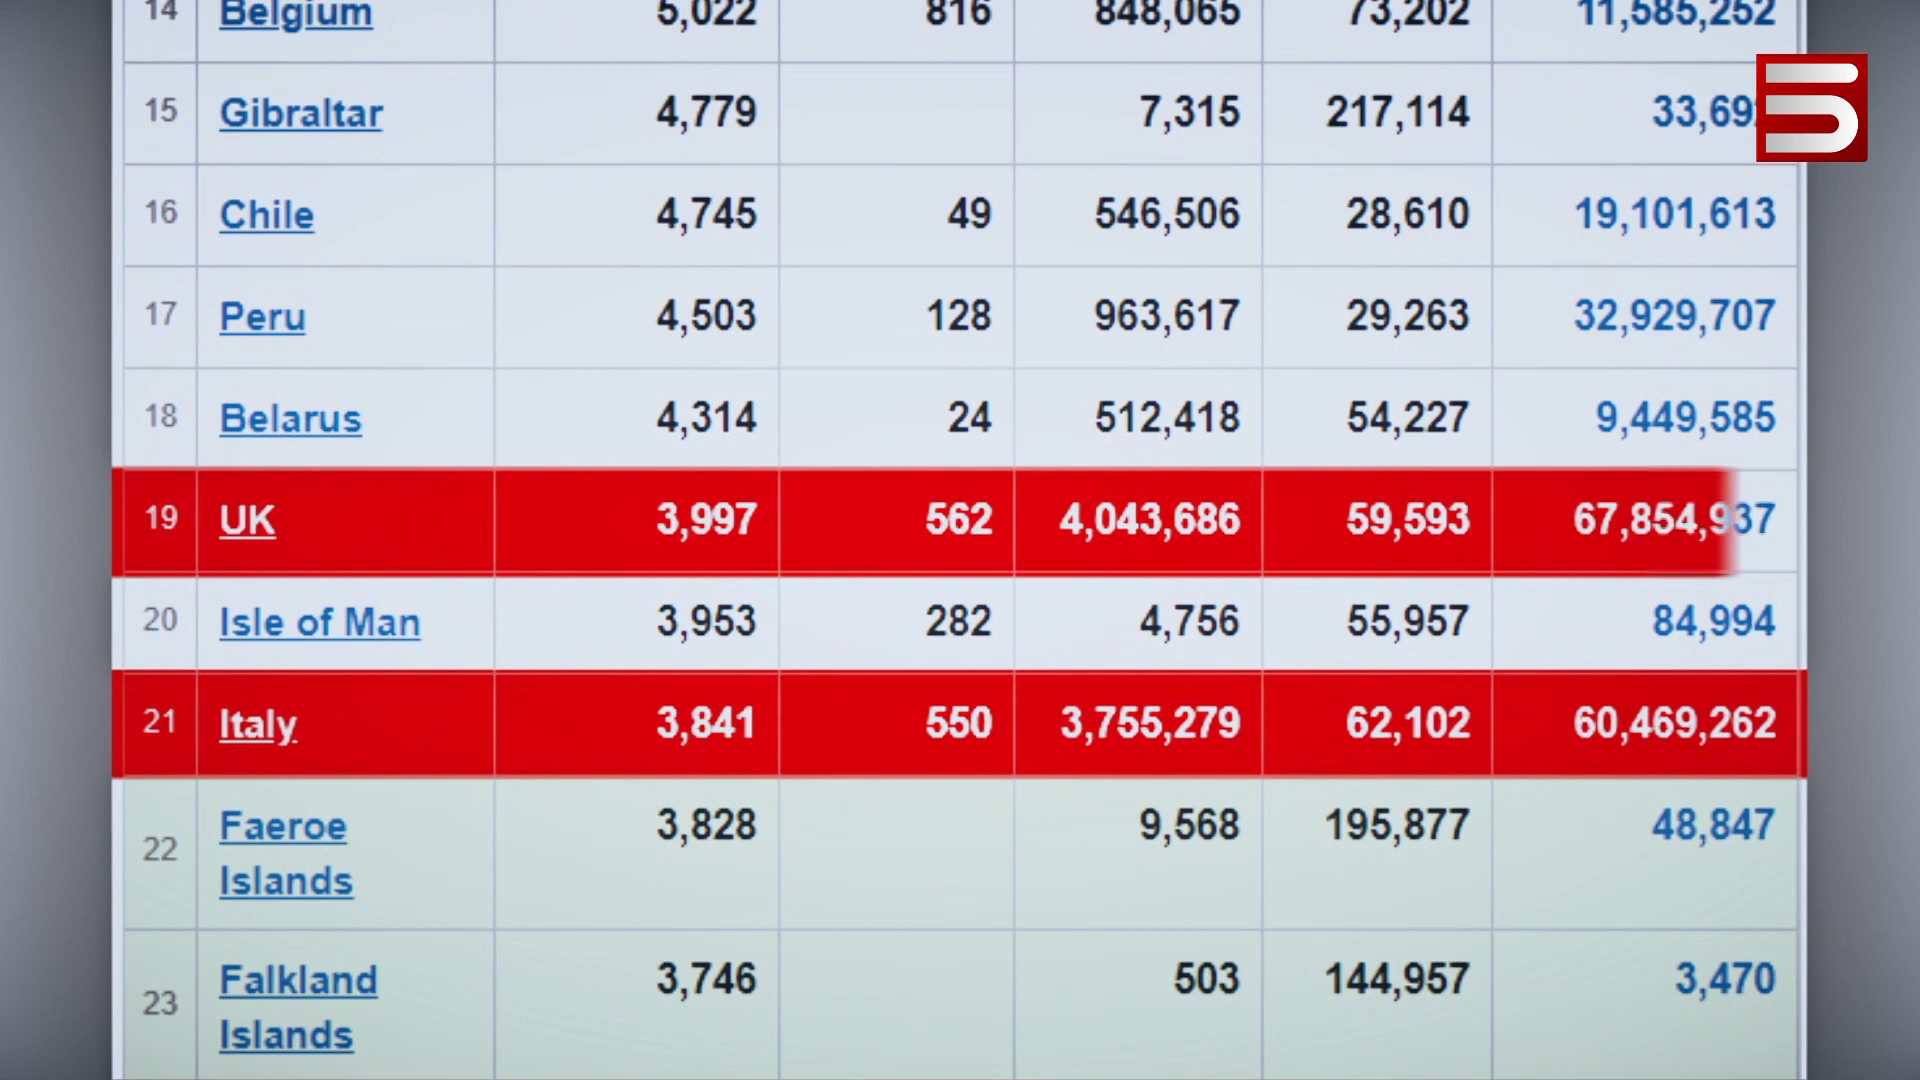 14 Belgium 5,022 816 848,065 73,202 11,585,252
15 Gibraltar 4,779 7,315 217,114 33,69
16 Chile 4,745 49 546,506 28,610 19,101,613
17 Peru 4,503 128 963,617 29,263 32,929,707
18 Belarus 4,314 24 512,418 54,227 9,449,585
19 UK 3,997 562 4,043,686 59,593 67,854,937
20 Isle of Man 3,953 282 4,756 55,957 84,994
21 Italy 3,841 550 3,755,279 62,102 60,469,262
22 Faeroe 3,828 9,568 195,877 48,847
Islands
23 Falkland 3,746 503 144,957 3,470
Islands